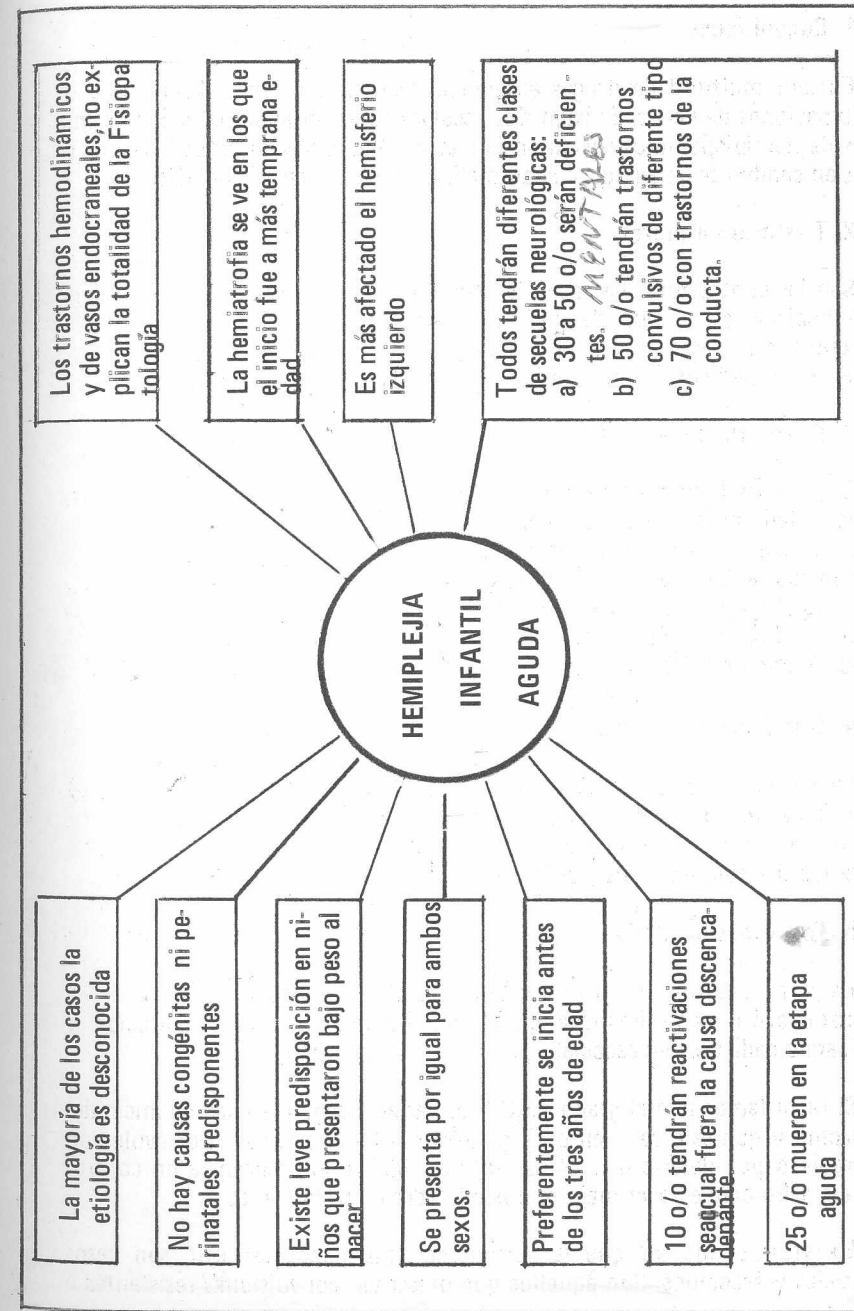 La mayoría de los casos la
etiología es desconocida
No hay causas congénitas ni pe-
rinatales predisponentes
Existe leve predisposición en ni-
ños que presentaron bajo peso al
nacer
Se presenta por igual para ambos
sexos.
Preferentemente se inicia antes
de los tres años de edad
10 o/o tendrán reactivaciones
sea cual fuera la causa descenca-
denante
25 o/o mueren en la etapa
aguda
HEMIPLEJIA
INFANTIL
AGUDA
Los trastornos hemodinámicos
y de vasos endocraneales, no ex-
plican la totalidad de la Fisiopa
tología
La hemiatrofia se ve en los que
el inicio fue a más temprana e-
dad.
Es más afectado el hemisferio
izquierdo
Todos tendrán diferentes clases
de secuelas neurológicas:
a) 30 a 50 o/o serán deficien-
tes. MENTALES
b) 50 o/o tendrán trastornos
convulsivos de diferente tipo
c) 70 o/o con trastornos de la
conducta.